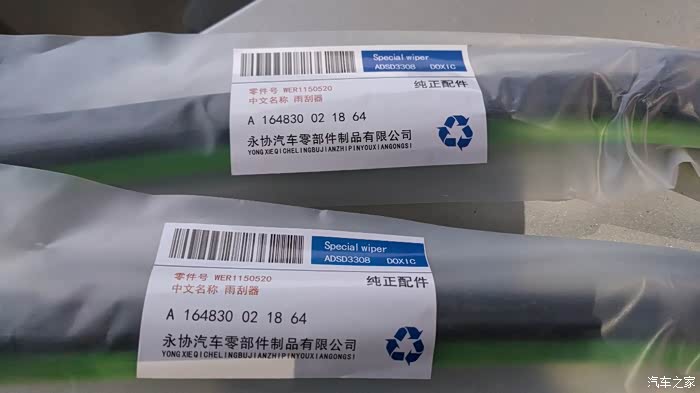 Special wiper
ADSD3308 DOXIC
零件号 WER1150520
中文名称 雨刮器
纯正配件
A 164830 02 18 64
永协汽车零部件制品有限公司
YONGXIEQICHELINGBUJIANZHIPINYOUXIANGONGSI
Special wiper
ADSD3308 DOXIC
零件号 WER1150520
中文名称 雨刮器
纯正配件
A 164830 02 18 64
永协汽车零部件制品有限公司
YONGXIEQICHELINGBUJIANZHIPINYOUXIANGONGSI
汽车之家